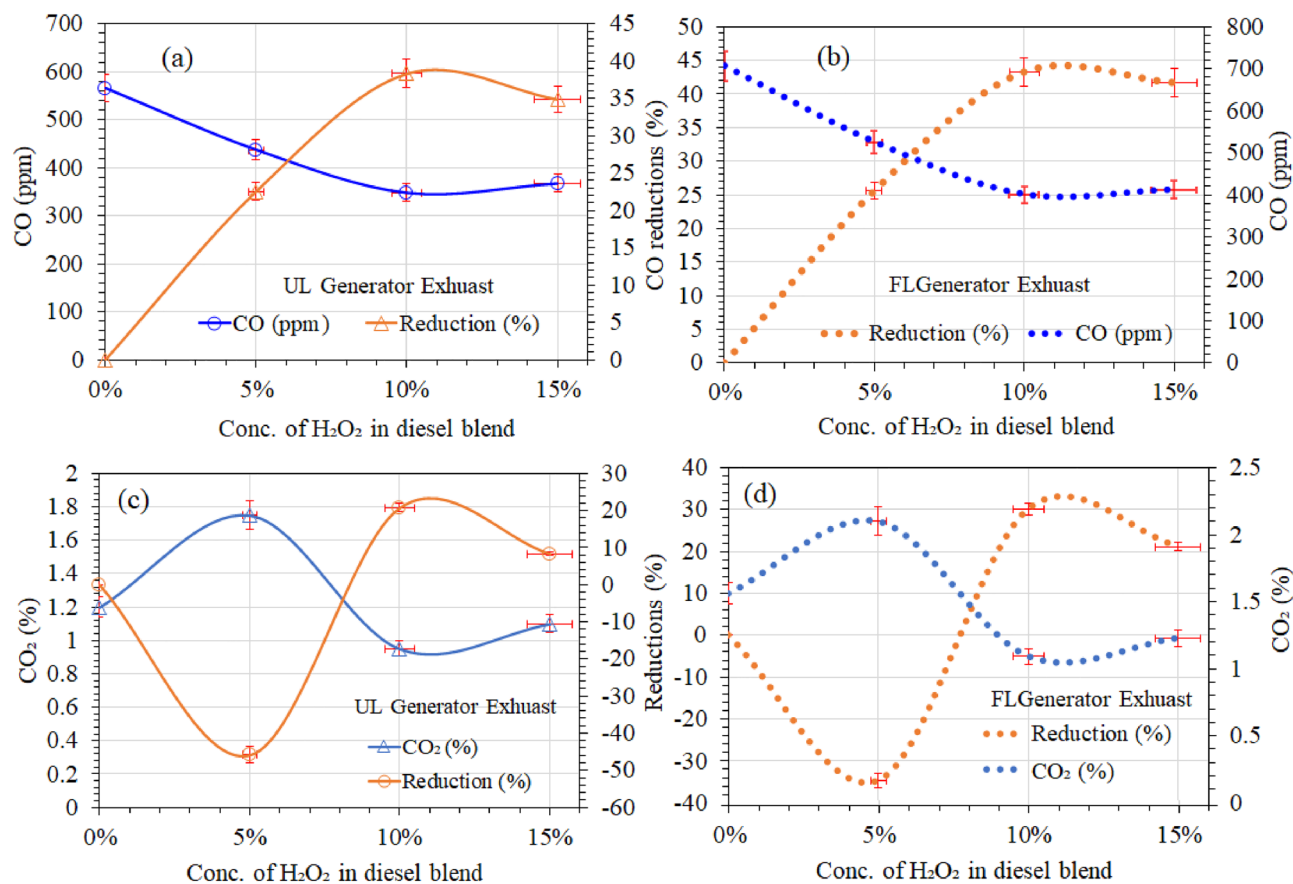 (a)
700
600
500
400
300
200
100
0
CO (ppm)
45
40
35
30
25
20
15
10
5
0
CO reductions (%)
UL Generator Exhuast
CO (ppm) Reduction (%)
0% 5% 10% 15%
Conc. of H₂O₂ in diesel blend
(b)
50
45
40
35
30
25
20
15
10
5
0
800
700
600
500
400
300
200
100
0
CO (ppm)
FLGenerator Exhuast
Reduction (%) CO (ppm)
0% 5% 10% 15%
Conc. of H₂O₂ in diesel blend
(c)
2
1.8
1.6
1.4
1.2
1
0.8
0.6
0.4
0.2
0
CO₂ (%)
30
20
10
0
-10
-20
-30
-40
-50
-60
Reductions (%)
UL Generator Exhuast
CO₂ (%)
Reduction (%)
0% 5% 10% 15%
Conc. of H₂O₂ in diesel blend
(d)
40
30
20
10
0
-10
-20
-30
-40
2.5
2
1.5
1
0.5
0
CO₂ (%)
FLGenerator Exhuast
Reduction (%)
CO₂ (%)
0% 5% 10% 15%
Conc. of H₂O₂ in diesel blend